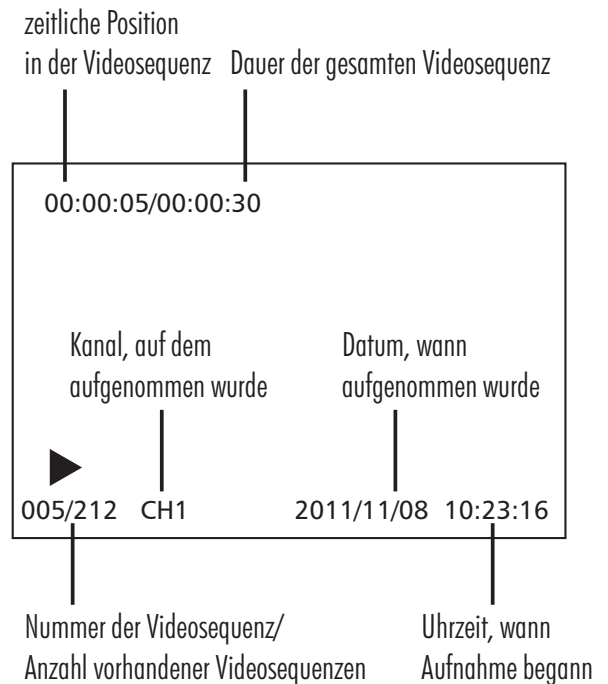 zeitliche Position
in der Videosequenz Dauer der gesamten Videosequenz
00:00:05/00:00:30
Kanal, auf dem
aufgenommen wurde
Datum, wann
aufgenommen wurde
005/212 CH1 2011/11/08 10:23:16
Nummer der Videosequenz/
Anzahl vorhandener Videosequenzen
Uhrzeit, wann
Aufnahme begann